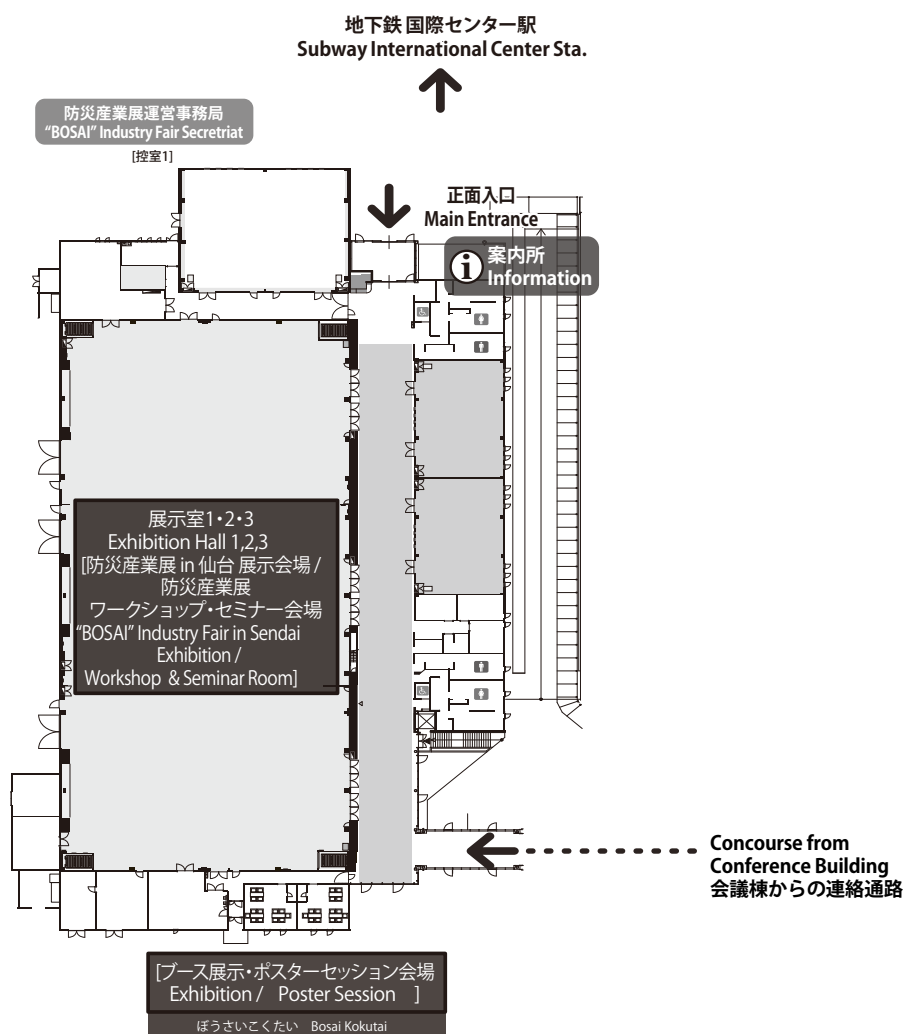 地下鉄 国際センター駅
Subway International Center Sta.
防災産業展運営事務局
“BOSAI” Industry Fair Secretriat
[控室1]
正面入口
Main Entrance
案内所
Information
展示室1・2・3
Exhibition Hall 1,2,3
[防災産業展 in 仙台 展示会場 /
防災産業展
ワークショップ・セミナー会場
“BOSAI” Industry Fair in Sendai
Exhibition /
Workshop & Seminar Room]
Concourse from
Conference Building
会議棟からの連絡通路
[ブース展示・ポスターセッション会場
Exhibition / Poster Session ]
ぼうさいこくたい Bosai Kokutai